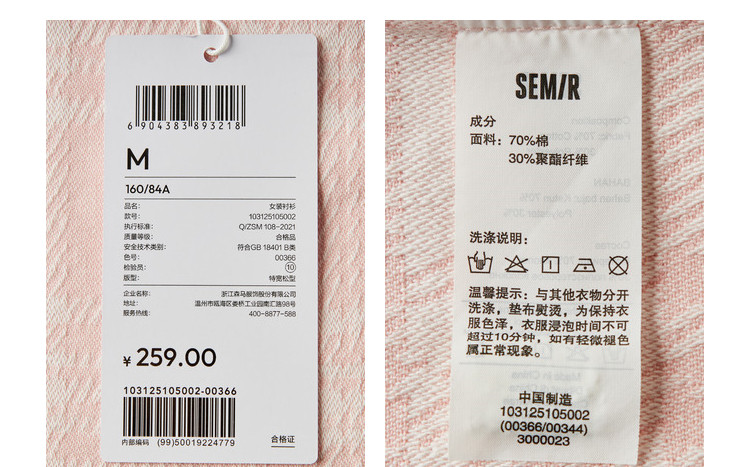 6 904383 893218
M
160/84A
品名： 女装衬衫
款号： 103125105002
执行标准： Q/ZSM 108-2021
质量等级： 合格品
安全技术类别： 符合GB 18401 B类
色号： 00366
检验员： 10
版型： 特宽松型
企业名称： 浙江森马服饰股份有限公司
地址： 温州市瓯海区娄桥工业园南汇路98号
服务热线： 400-8877-588
¥ 259.00
103125105002-00366
内部编码 (99)50019224779
合格证
SEMIR
成分
面料：70%棉
30%聚酯纤维
洗涤说明：
温馨提示：与其他衣物分开
洗涤，垫布熨烫，为保持衣
服色泽，衣服浸泡时间不可
超过10分钟，如有轻微褪色
属正常现象。
中国制造
103125105002
(00366/00344)
3000023